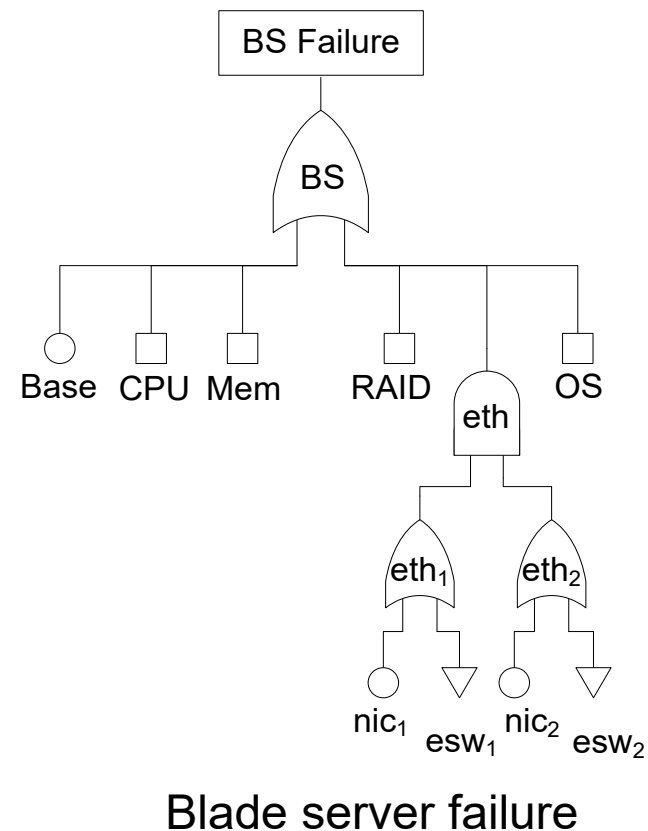 BS Failure
BS
Base CPU Mem RAID OS
eth
eth₁ eth₂
nic₁ esw₁ nic₂ esw₂
Blade server failure